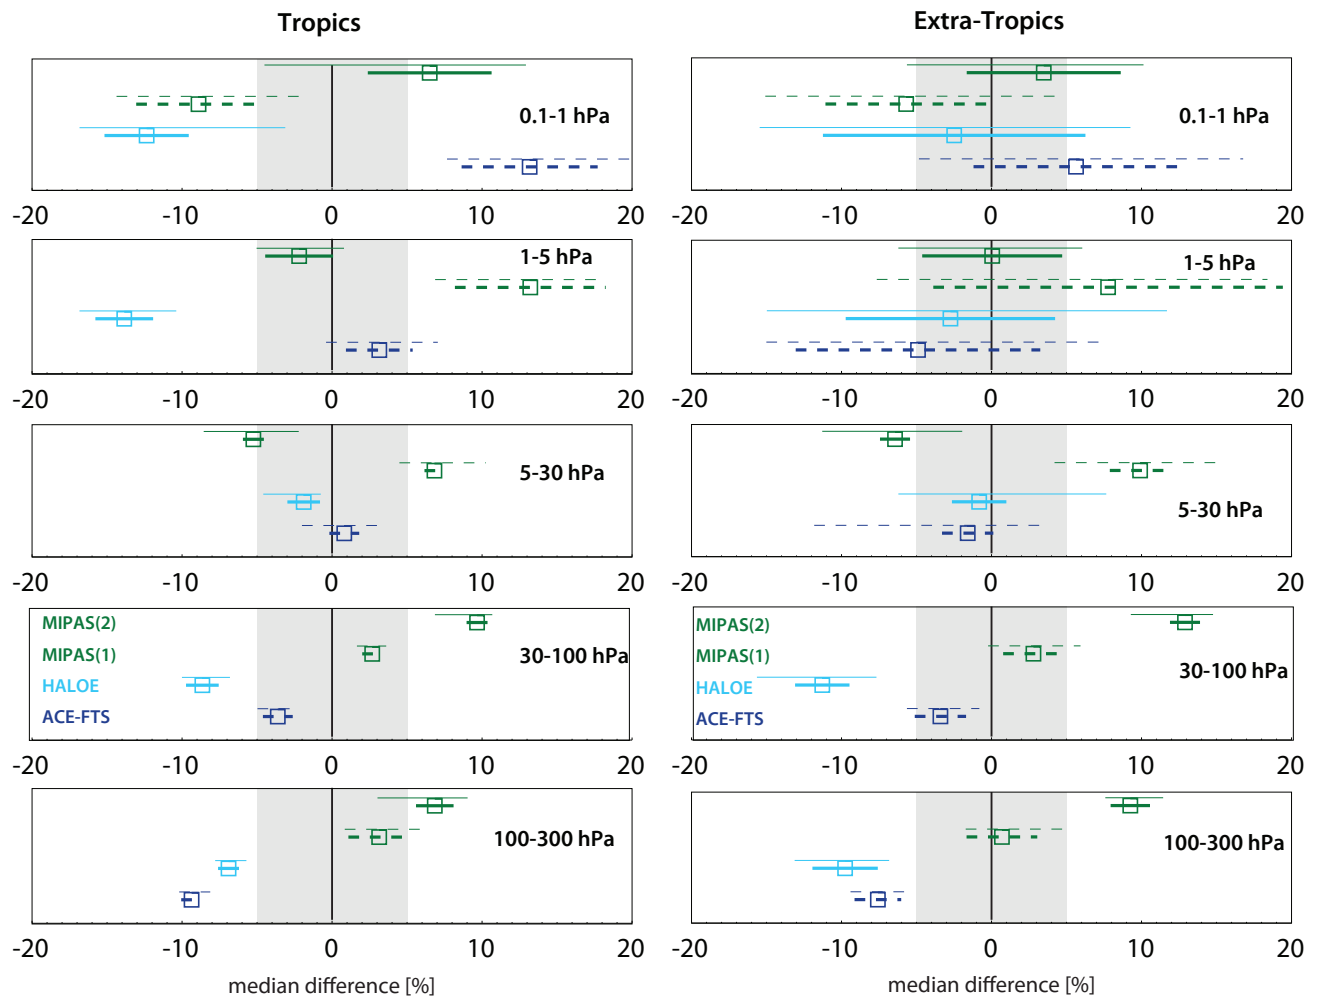 Tropics
Extra-Tropics
0.1-1 hPa
0.1-1 hPa
-20 -10 0 10 20
-20 -10 0 10 20
1-5 hPa
1-5 hPa
-20 -10 0 10 20
-20 -10 0 10 20
5-30 hPa
5-30 hPa
-20 -10 0 10 20
-20 -10 0 10 20
MIPAS(2)
MIPAS(1)
30-100 hPa
HALOE
ACE-FTS
MIPAS(2)
MIPAS(1)
30-100 hPa
HALOE
ACE-FTS
-20 -10 0 10 20
-20 -10 0 10 20
100-300 hPa
100-300 hPa
-20 -10 0 10 20
-20 -10 0 10 20
median difference [%]
median difference [%]